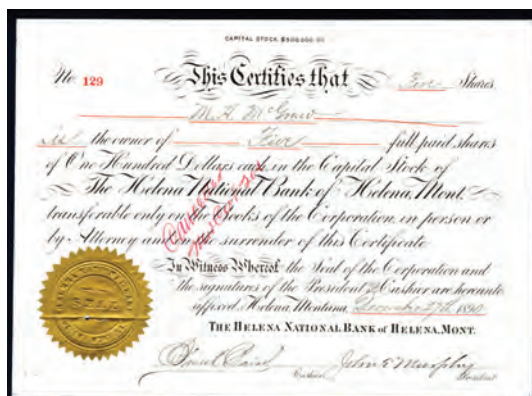 CAPITAL STOCK $500,000.00
No. 129 This Certifies that Five Shares
M. H. McGraw
is the owner of Five full paid shares
of One Hundred Dollars each, in the Capital Stock of
The Helena National Bank of Helena, Mont.
transferable only on the Books of the Corporation in person or
by Attorney and on the surrender of this Certificate
Cancelled
In Witness Whereof the Seal of the Corporation and
the signatures of the President & Cashier are hereunto
affixed, Helena Montana, December 27th 1890
SEAL
THE HELENA NATIONAL BANK OF HELENA, MONT.
John E Murphy
Cashier President